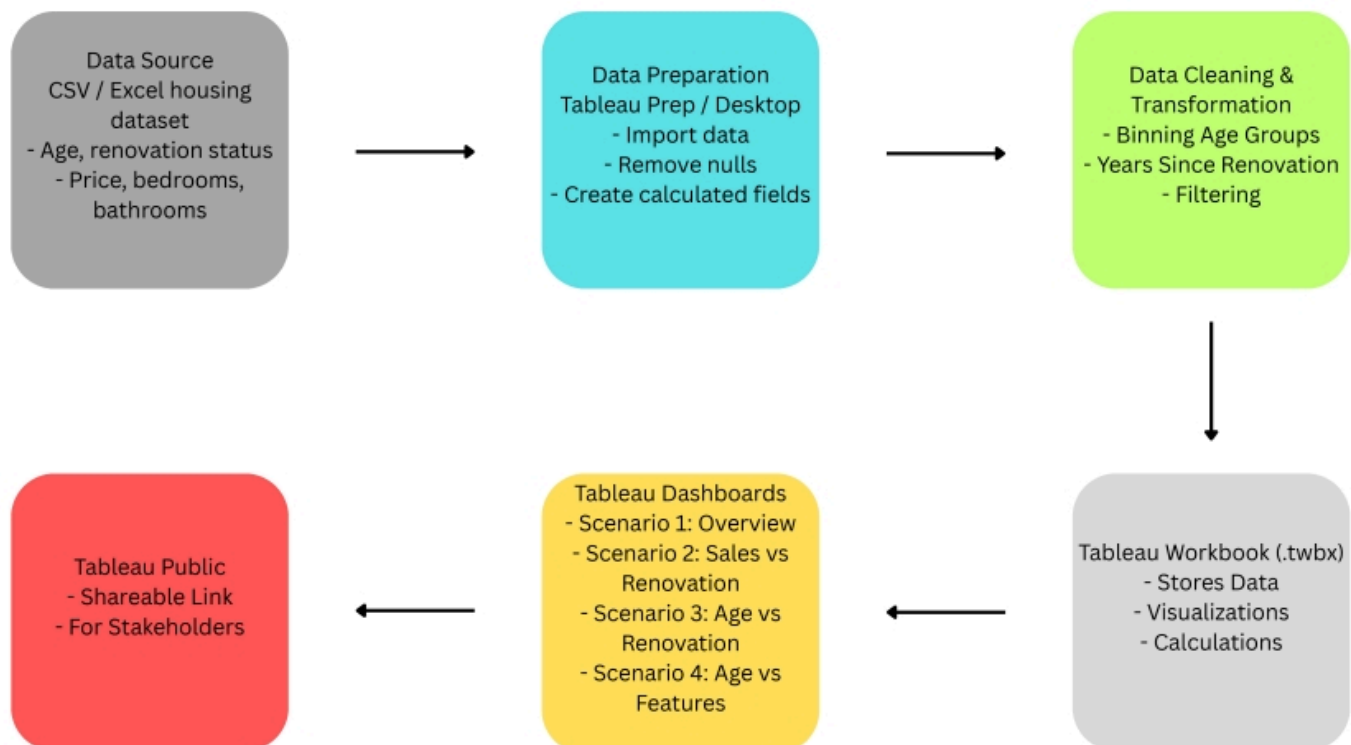 Data Source
CSV / Excel housing
dataset
- Age, renovation status
- Price, bedrooms,
bathrooms
Data Preparation
Tableau Prep / Desktop
- Import data
- Remove nulls
- Create calculated fields
Data Cleaning &
Transformation
- Binning Age Groups
- Years Since Renovation
- Filtering
Tableau Workbook (.twbx)
- Stores Data
- Visualizations
- Calculations
Tableau Dashboards
- Scenario 1: Overview
- Scenario 2: Sales vs
Renovation
- Scenario 3: Age vs
Renovation
- Scenario 4: Age vs
Features
Tableau Public
- Shareable Link
- For Stakeholders